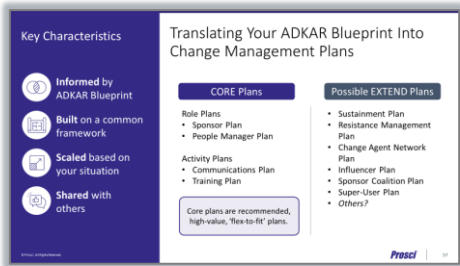 Key Characteristics
Informed by
ADKAR Blueprint
Built on a common
framework
Scaled based on
your situation
Shared with
others
Translating Your ADKAR Blueprint Into
Change Management Plans
CORE Plans
Role Plans
• Sponsor Plan
• People Manager Plan
Activity Plans
• Communications Plan
• Training Plan
Core plans are recommended,
high-value, 'flex-to-fit' plans.
Possible EXTEND Plans
• Sustainment Plan
• Resistance Management
Plan
• Change Agent Network
Plan
• Influencer Plan
• Sponsor Coalition Plan
• Super-User Plan
• Others?
Prosci